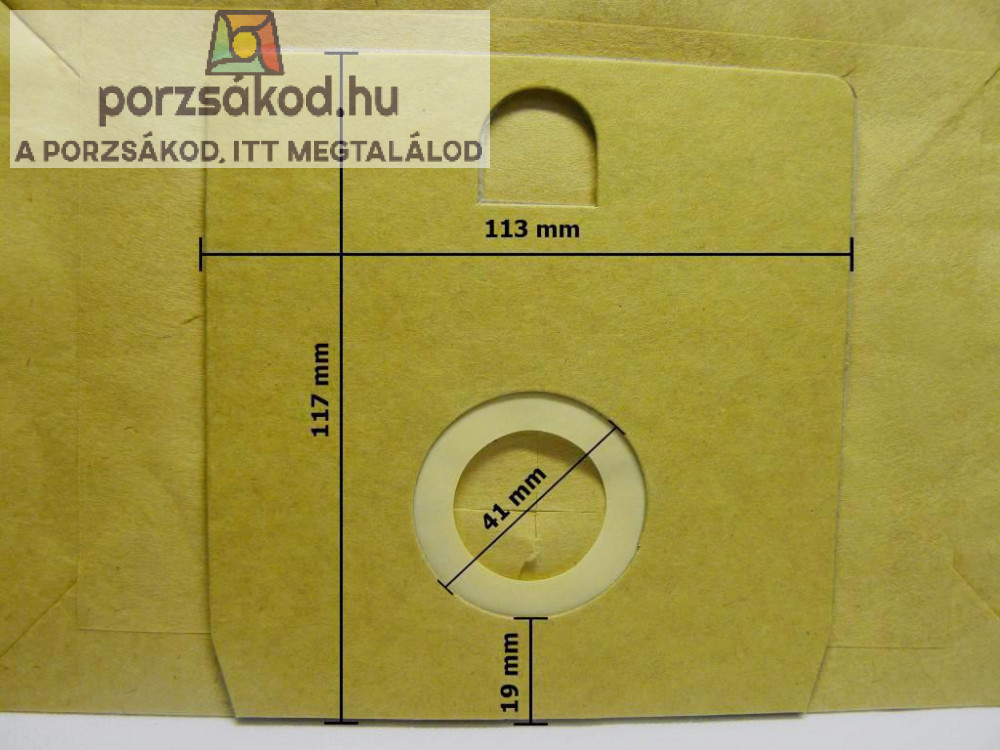 porzsákod.hu
A PORZSÁKOD, ITT MEGTALÁLOD
113 mm
117 mm
41 mm
19 mm